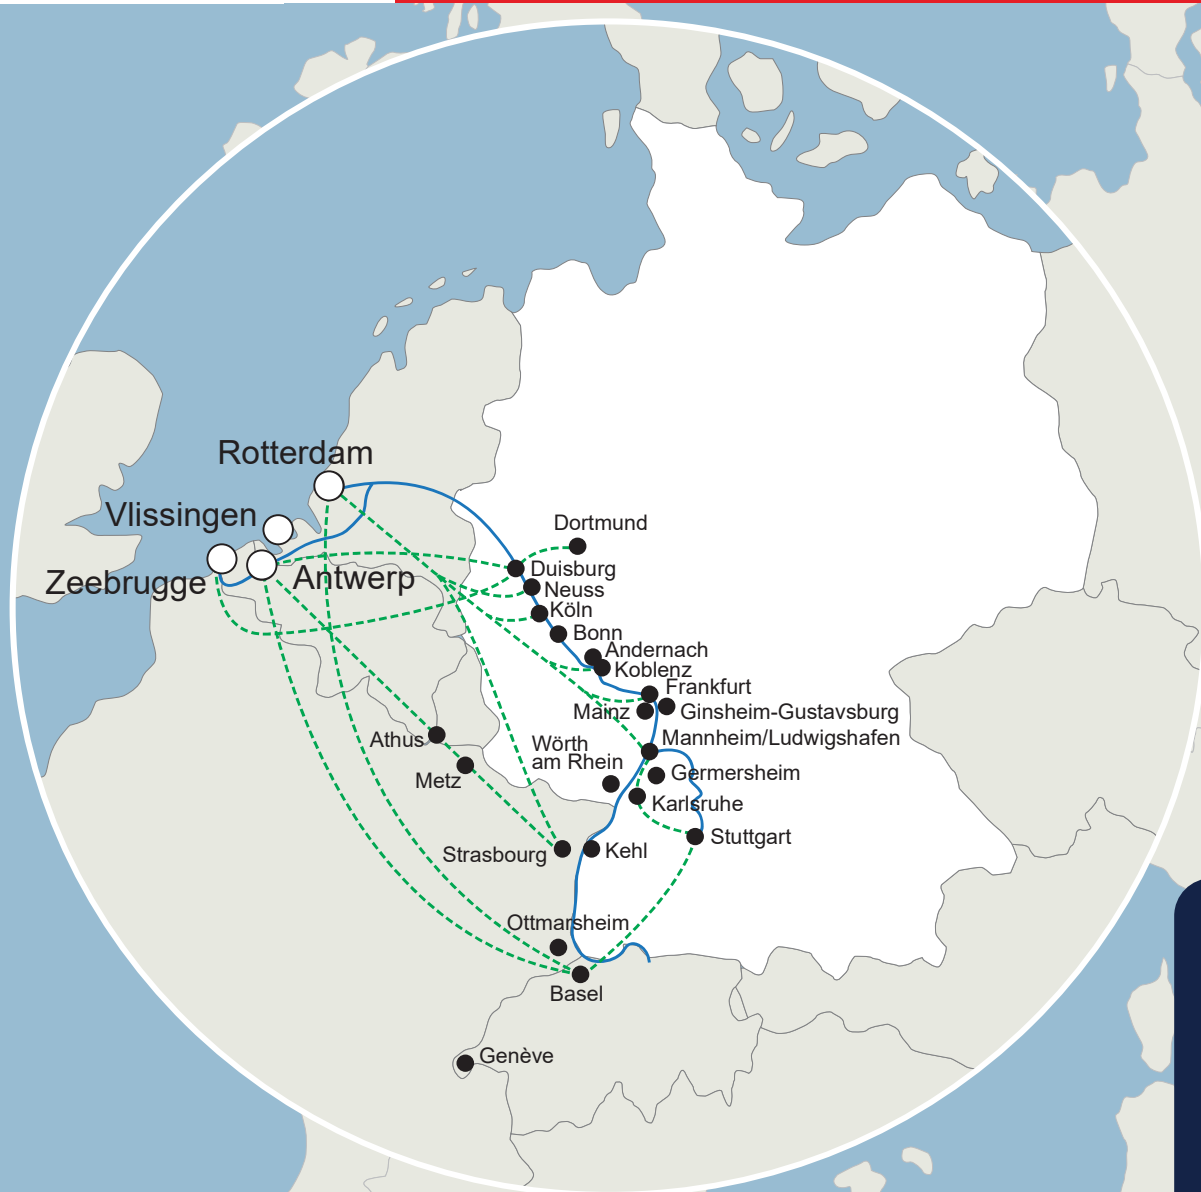 Rotterdam
Vlissingen
Dortmund
Duisburg
Zeebrugge
Antwerp
Neuss
Köln
Bonn
Andernach
Koblenz
Frankfurt
Mainz
Ginsheim-Gustavsburg
Athus
Wörth
am Rhein
Mannheim/Ludwigshafen
Metz
Germersheim
Karlsruhe
Stuttgart
Strasbourg
Kehl
Ottmarsheim
Basel
Genève